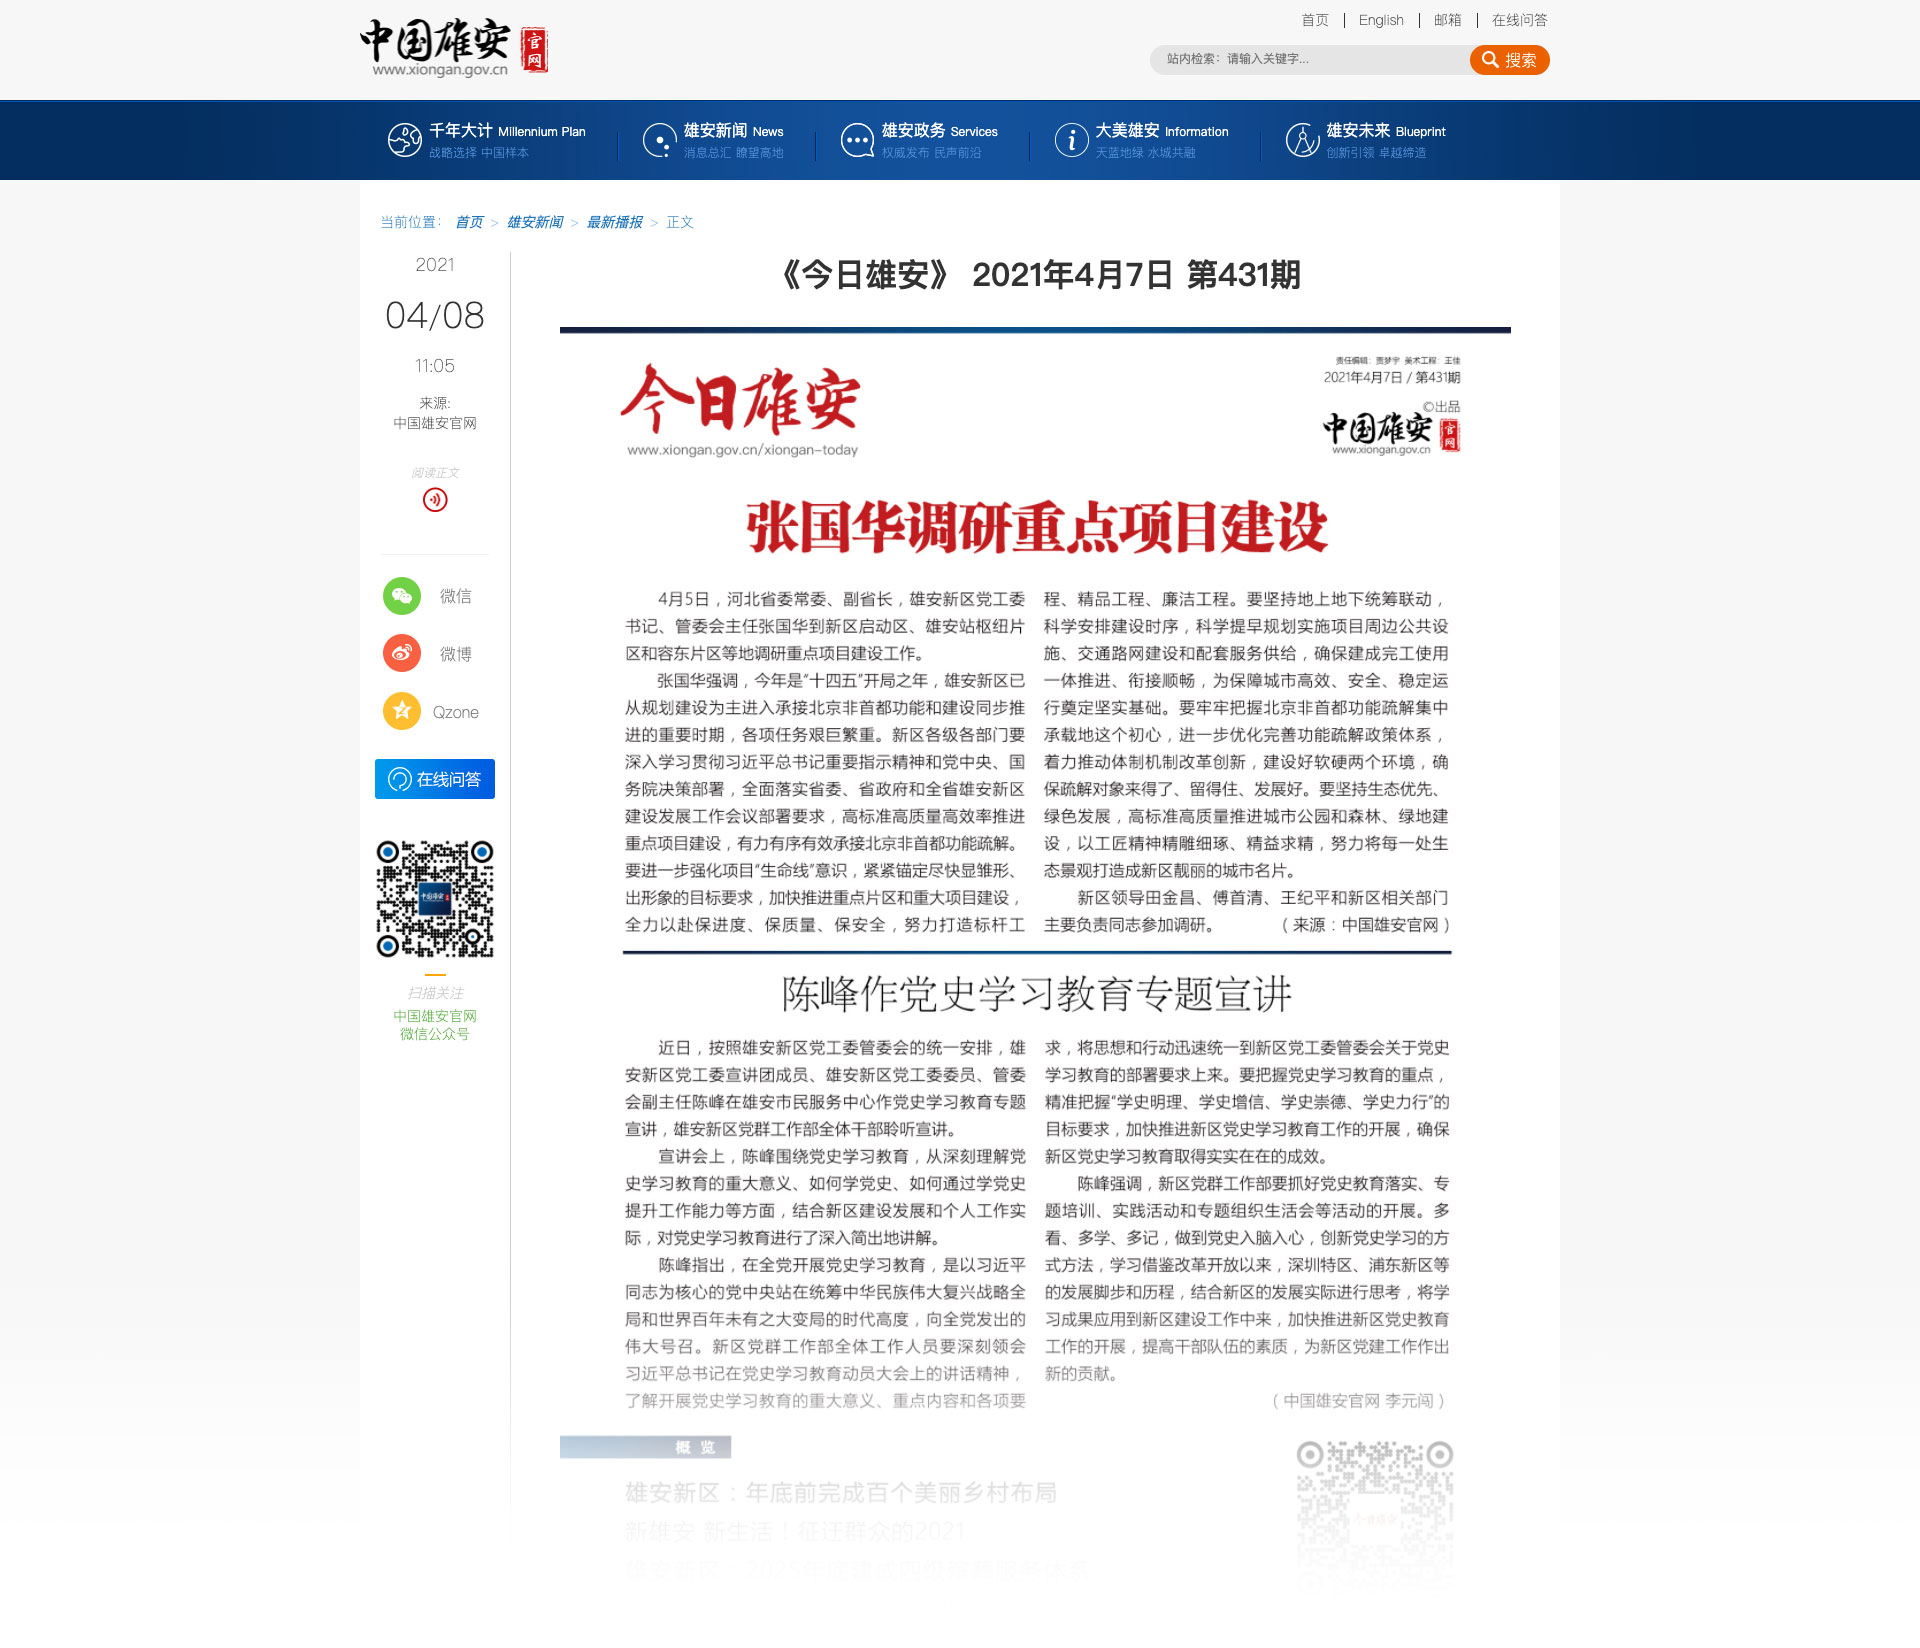 中国雄安 官网
www.xiongan.gov.cn
首页 | English | 邮箱 | 在线问答
站内检索：请输入关键字... 搜索
千年大计 Millennium Plan
战略选择 中国样本
雄安新闻 News
消息总汇 瞭望高地
雄安政务 Services
权威发布 民声前沿
大美雄安 Information
天蓝地绿 水城共融
雄安未来 Blueprint
创新引领 卓越缔造
当前位置： 首页 > 雄安新闻 > 最新播报 > 正文
2021
04/08
11:05
来源:
中国雄安官网
阅读正文
微信
微博
Qzone
在线问答
中国雄安
扫描关注
中国雄安官网
微信公众号
《今日雄安》 2021年4月7日 第431期
今日雄安
www.xiongan.gov.cn/xiongan-today
责任编辑：贾梦宇 美术工程：王佳
2021年4月7日 / 第431期
©出品
中国雄安 官网
www.xiongan.gov.cn
张国华调研重点项目建设
4月5日，河北省委常委、副省长，雄安新区党工委
书记、管委会主任张国华到新区启动区、雄安站枢纽片
区和容东片区等地调研重点项目建设工作。
张国华强调，今年是“十四五”开局之年，雄安新区已
从规划建设为主进入承接北京非首都功能和建设同步推
进的重要时期，各项任务艰巨繁重。新区各级各部门要
深入学习贯彻习近平总书记重要指示精神和党中央、国
务院决策部署，全面落实省委、省政府和全省雄安新区
建设发展工作会议部署要求，高标准高质量高效率推进
重点项目建设，有力有序有效承接北京非首都功能疏解。
要进一步强化项目“生命线”意识，紧紧锚定尽快显雏形、
出形象的目标要求，加快推进重点片区和重大项目建设，
全力以赴保进度、保质量、保安全，努力打造标杆工
程、精品工程、廉洁工程。要坚持地上地下统筹联动，
科学安排建设时序，科学提早规划实施项目周边公共设
施、交通路网建设和配套服务供给，确保建成完工使用
一体推进、衔接顺畅，为保障城市高效、安全、稳定运
行奠定坚实基础。要牢牢把握北京非首都功能疏解集中
承载地这个初心，进一步优化完善功能疏解政策体系，
着力推动体制机制改革创新，建设好软硬两个环境，确
保疏解对象来得了、留得住、发展好。要坚持生态优先、
绿色发展，高标准高质量推进城市公园和森林、绿地建
设，以工匠精神精雕细琢、精益求精，努力将每一处生
态景观打造成新区靓丽的城市名片。
新区领导田金昌、傅首清、王纪平和新区相关部门
主要负责同志参加调研。 （来源：中国雄安官网）
陈峰作党史学习教育专题宣讲
近日，按照雄安新区党工委管委会的统一安排，雄
安新区党工委宣讲团成员、雄安新区党工委委员、管委
会副主任陈峰在雄安市民服务中心作党史学习教育专题
宣讲，雄安新区党群工作部全体干部聆听宣讲。
宣讲会上，陈峰围绕党史学习教育，从深刻理解党
史学习教育的重大意义、如何学党史、如何通过学党史
提升工作能力等方面，结合新区建设发展和个人工作实
际，对党史学习教育进行了深入简出地讲解。
陈峰指出，在全党开展党史学习教育，是以习近平
同志为核心的党中央站在统筹中华民族伟大复兴战略全
局和世界百年未有之大变局的时代高度，向全党发出的
伟大号召。新区党群工作部全体工作人员要深刻领会
习近平总书记在党史学习教育动员大会上的讲话精神，
了解开展党史学习教育的重大意义、重点内容和各项要
求，将思想和行动迅速统一到新区党工委管委会关于党史
学习教育的部署要求上来。要把握党史学习教育的重点，
精准把握“学史明理、学史增信、学史崇德、学史力行”的
目标要求，加快推进新区党史学习教育工作的开展，确保
新区党史学习教育取得实实在在的成效。
陈峰强调，新区党群工作部要抓好党史教育落实、专
题培训、实践活动和专题组织生活会等活动的开展。多
看、多学、多记，做到党史入脑入心，创新党史学习的方
式方法，学习借鉴改革开放以来，深圳特区、浦东新区等
的发展脚步和历程，结合新区的发展实际进行思考，将学
习成果应用到新区建设工作中来，加快推进新区党史教育
工作的开展，提高干部队伍的素质，为新区党建工作作出
新的贡献。
（中国雄安官网 李元闯）
概 览
雄安新区：年底前完成百个美丽乡村布局
新雄安 新生活！征迁群众的2021
雄安新区：2025年底建成四级殡葬服务体系
今日雄安